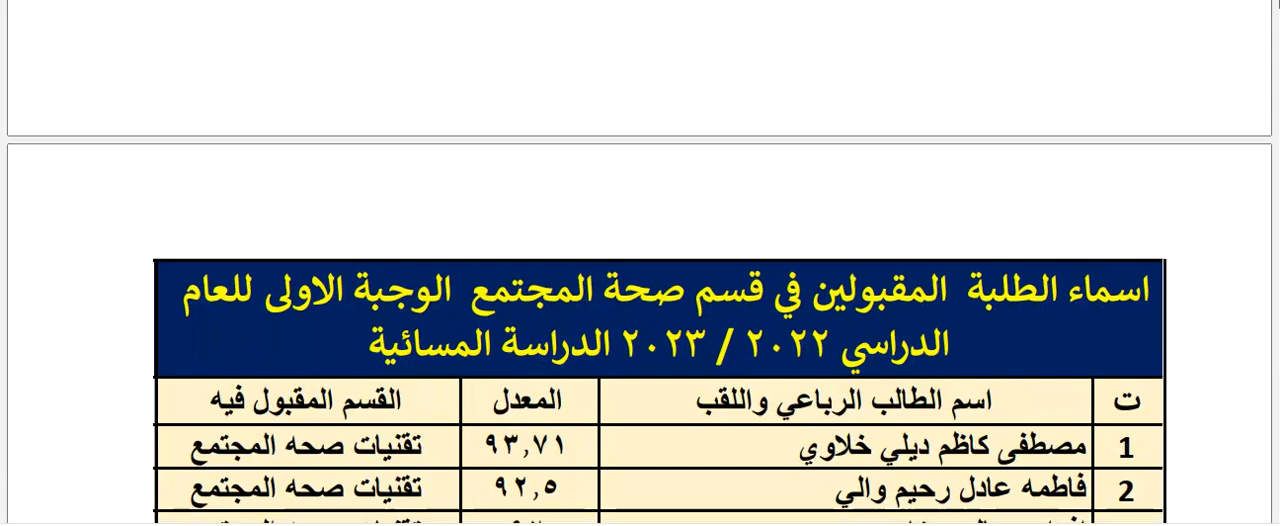 اسماء الطلبة المقبولين في قسم صحة المجتمع الوجبة الاولى للعام
الدراسي ٢٠٢٢ / ٢٠٢٣ الدراسة المسائية
ت اسم الطالب الرباعي واللقب المعدل القسم المقبول فيه
1 مصطفى كاظم ديلي خلاوي ٩٣,٧١ تقنيات صحه المجتمع
2 فاطمه عادل رحيم والي ٩٢,٥ تقنيات صحه المجتمع